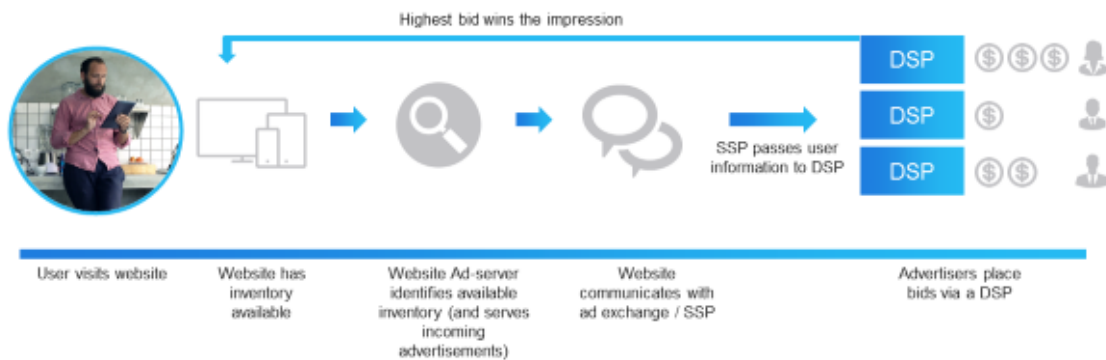 Highest bid wins the impression
DSP
DSP
DSP
SSP passes user
information to DSP
User visits website
Website has
inventory
available
Website Ad-server
identifies available
inventory (and serves
incoming
advertisements)
Website
communicates with
ad exchange / SSP
Advertisers place
bids via a DSP